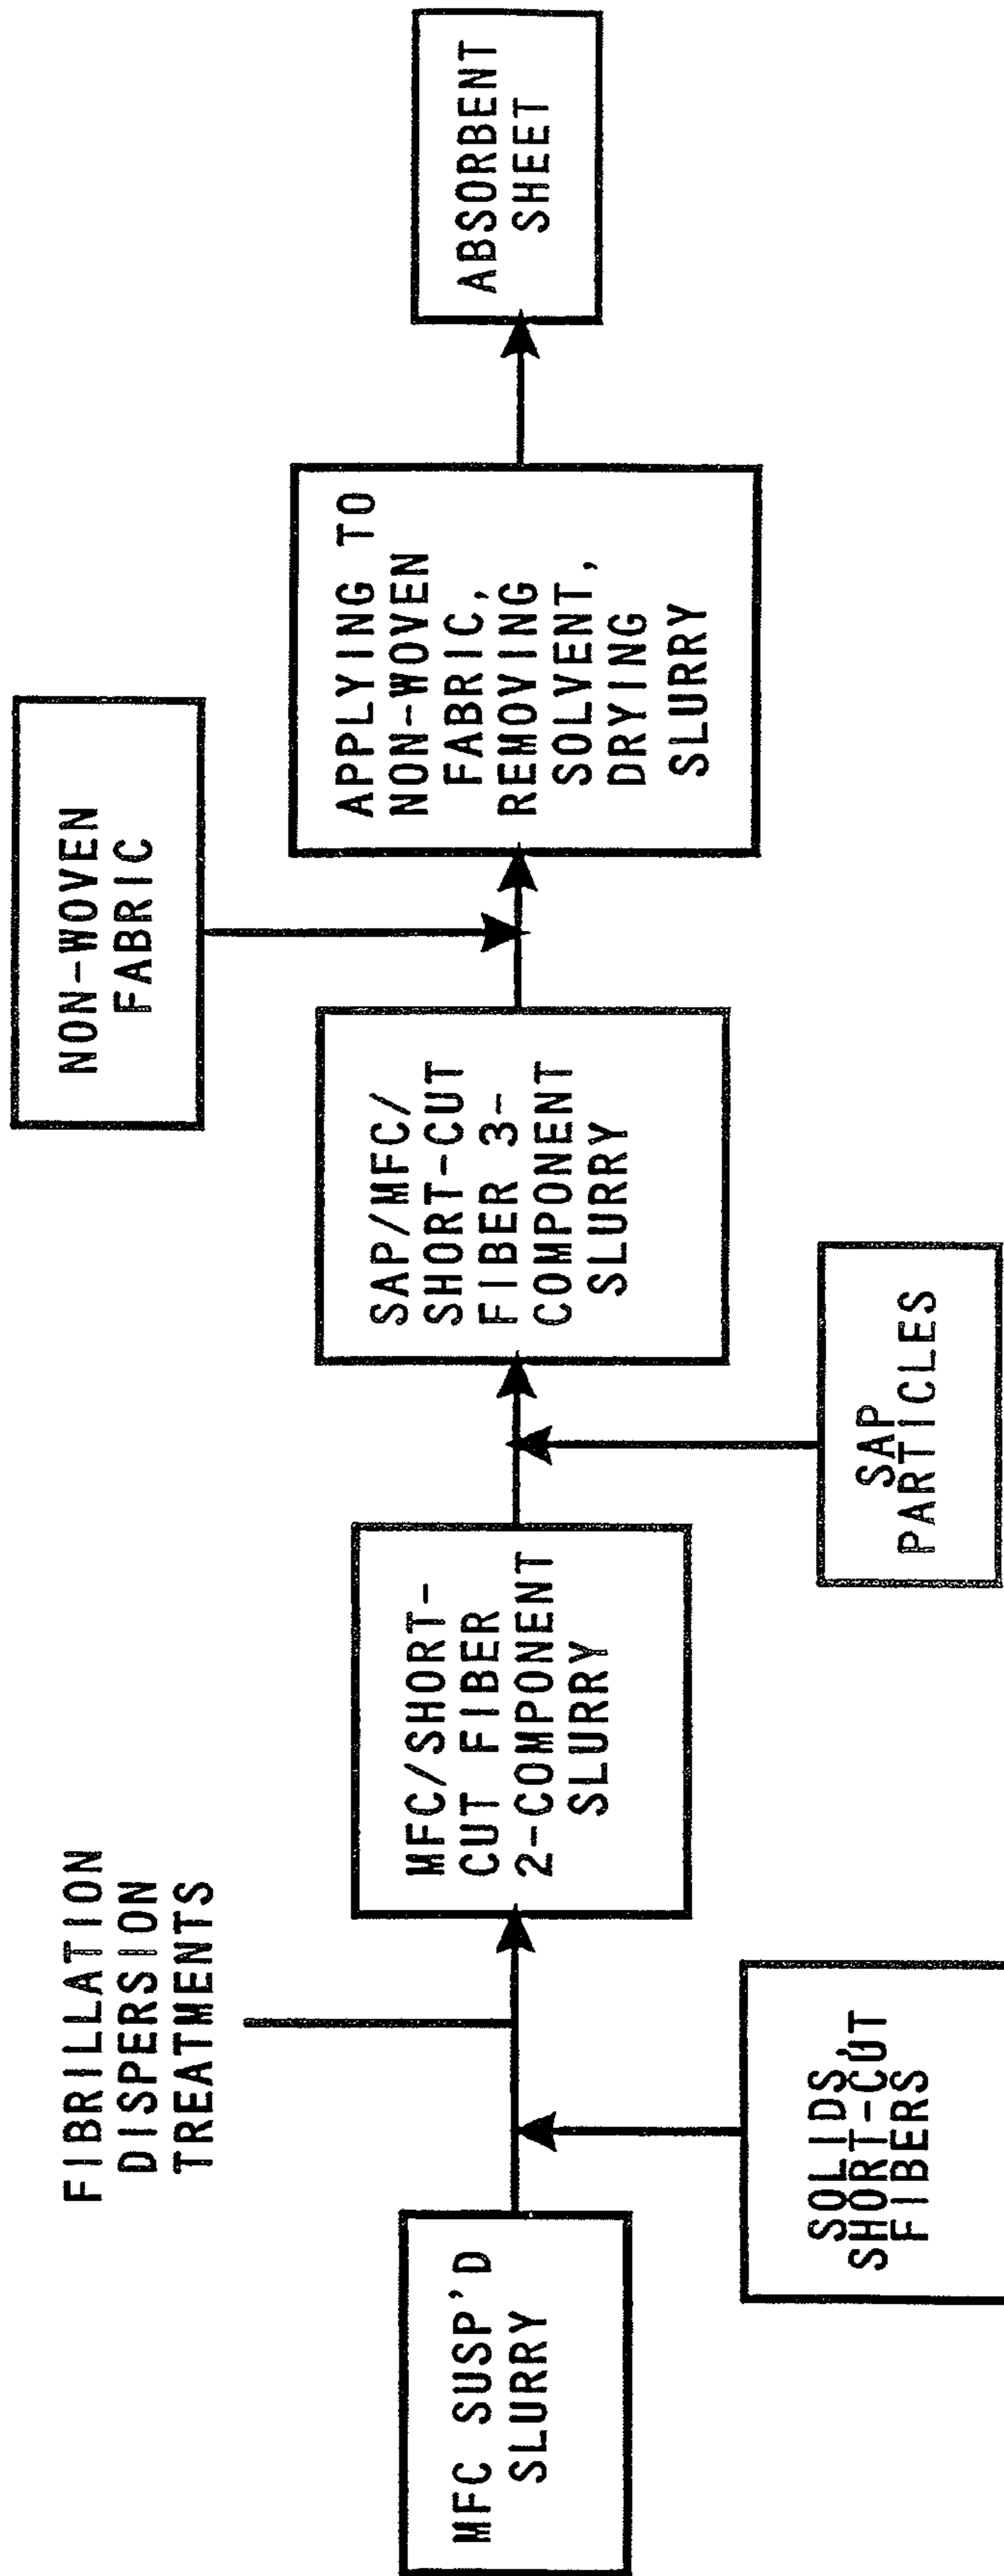 FIBRILLATION
DISPERSION
TREATMENTS
NON-WOVEN
FABRIC
MFC SUSP'D
SLURRY
MFC/SHORT-
CUT FIBER
2-COMPONENT
SLURRY
SAP/MFC/
SHORT-CUT
FIBER 3-
COMPONENT
SLURRY
APPLYING TO
NON-WOVEN
FABRIC,
REMOVING
SOLVENT,
DRYING
SLURRY
ABSORBENT
SHEET
SOLIDS,
SHORT-CUT
FIBERS
SAP
PARTICLES